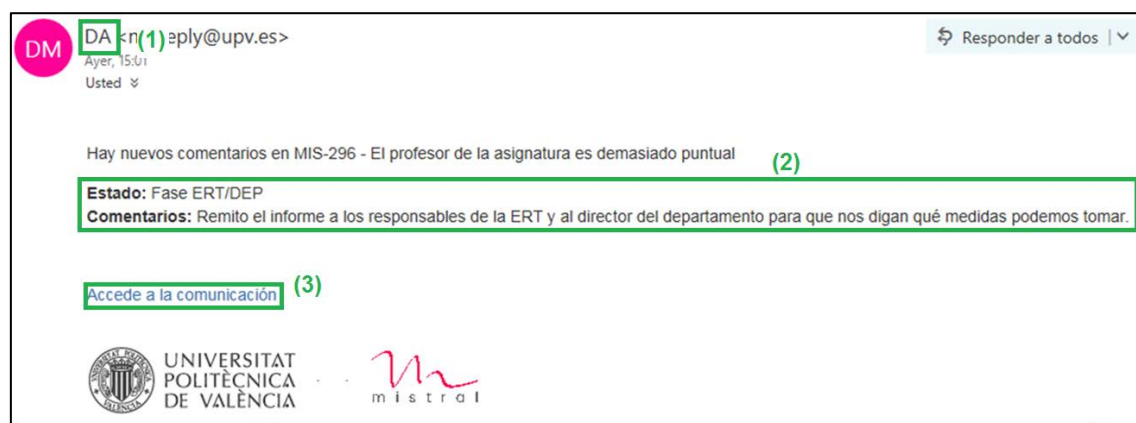 DM
DA <n (1) eply@upv.es>
Responder a todos
Ayer, 15:01
Usted
Hay nuevos comentarios en MIS-296 - El profesor de la asignatura es demasiado puntual
(2)
Estado: Fase ERT/DEP
Comentarios: Remito el informe a los responsables de la ERT y al director del departamento para que nos digan qué medidas podemos tomar.
Accede a la comunicación
(3)
UNIVERSITAT
POLITÈCNICA
DE VALÈNCIA
mistral